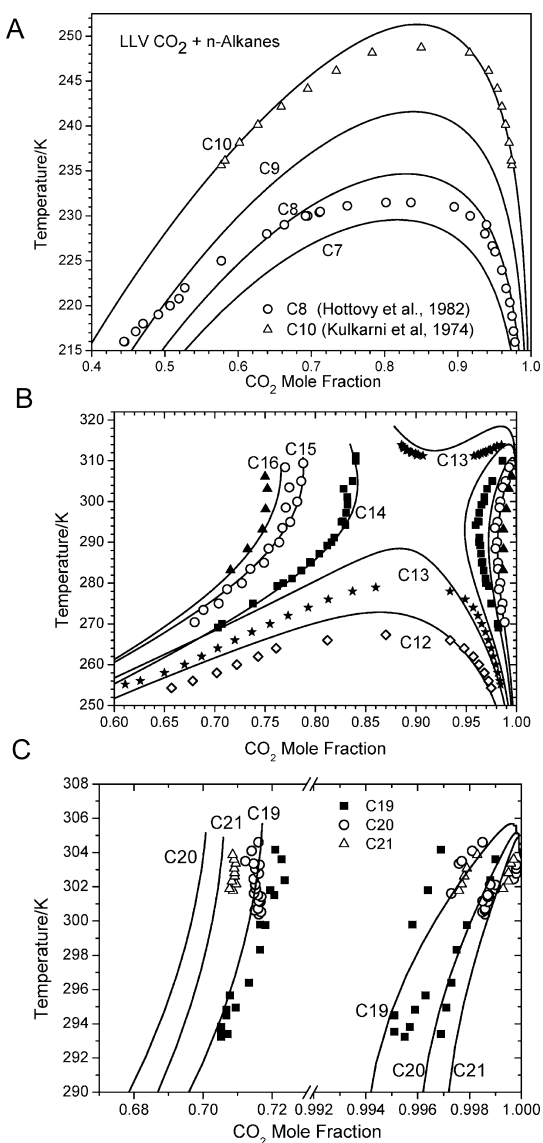 A
LLV CO2 + n-Alkanes
250
245
240
235
230
225
220
215
Temperature/K
C10
C9
C8
C7
C8 (Hottovy et al., 1982)
C10 (Kulkarni et al, 1974)
0.4 0.5 0.6 0.7 0.8 0.9 1.0
CO2 Mole Fraction
B
320
310
300
290
280
270
260
250
Temperature/K
C16 C15
C14
C13
C13
C12
0.60 0.65 0.70 0.75 0.80 0.85 0.90 0.95 1.00
CO2 Mole Fraction
C
308
306
304
302
300
298
296
294
292
290
Temperature/K
C20 C21 C19
C19
C20
C21
C19
C20 C21
0.68 0.70 0.72 0.992 0.994 0.996 0.998 1.000
CO2 Mole Fraction